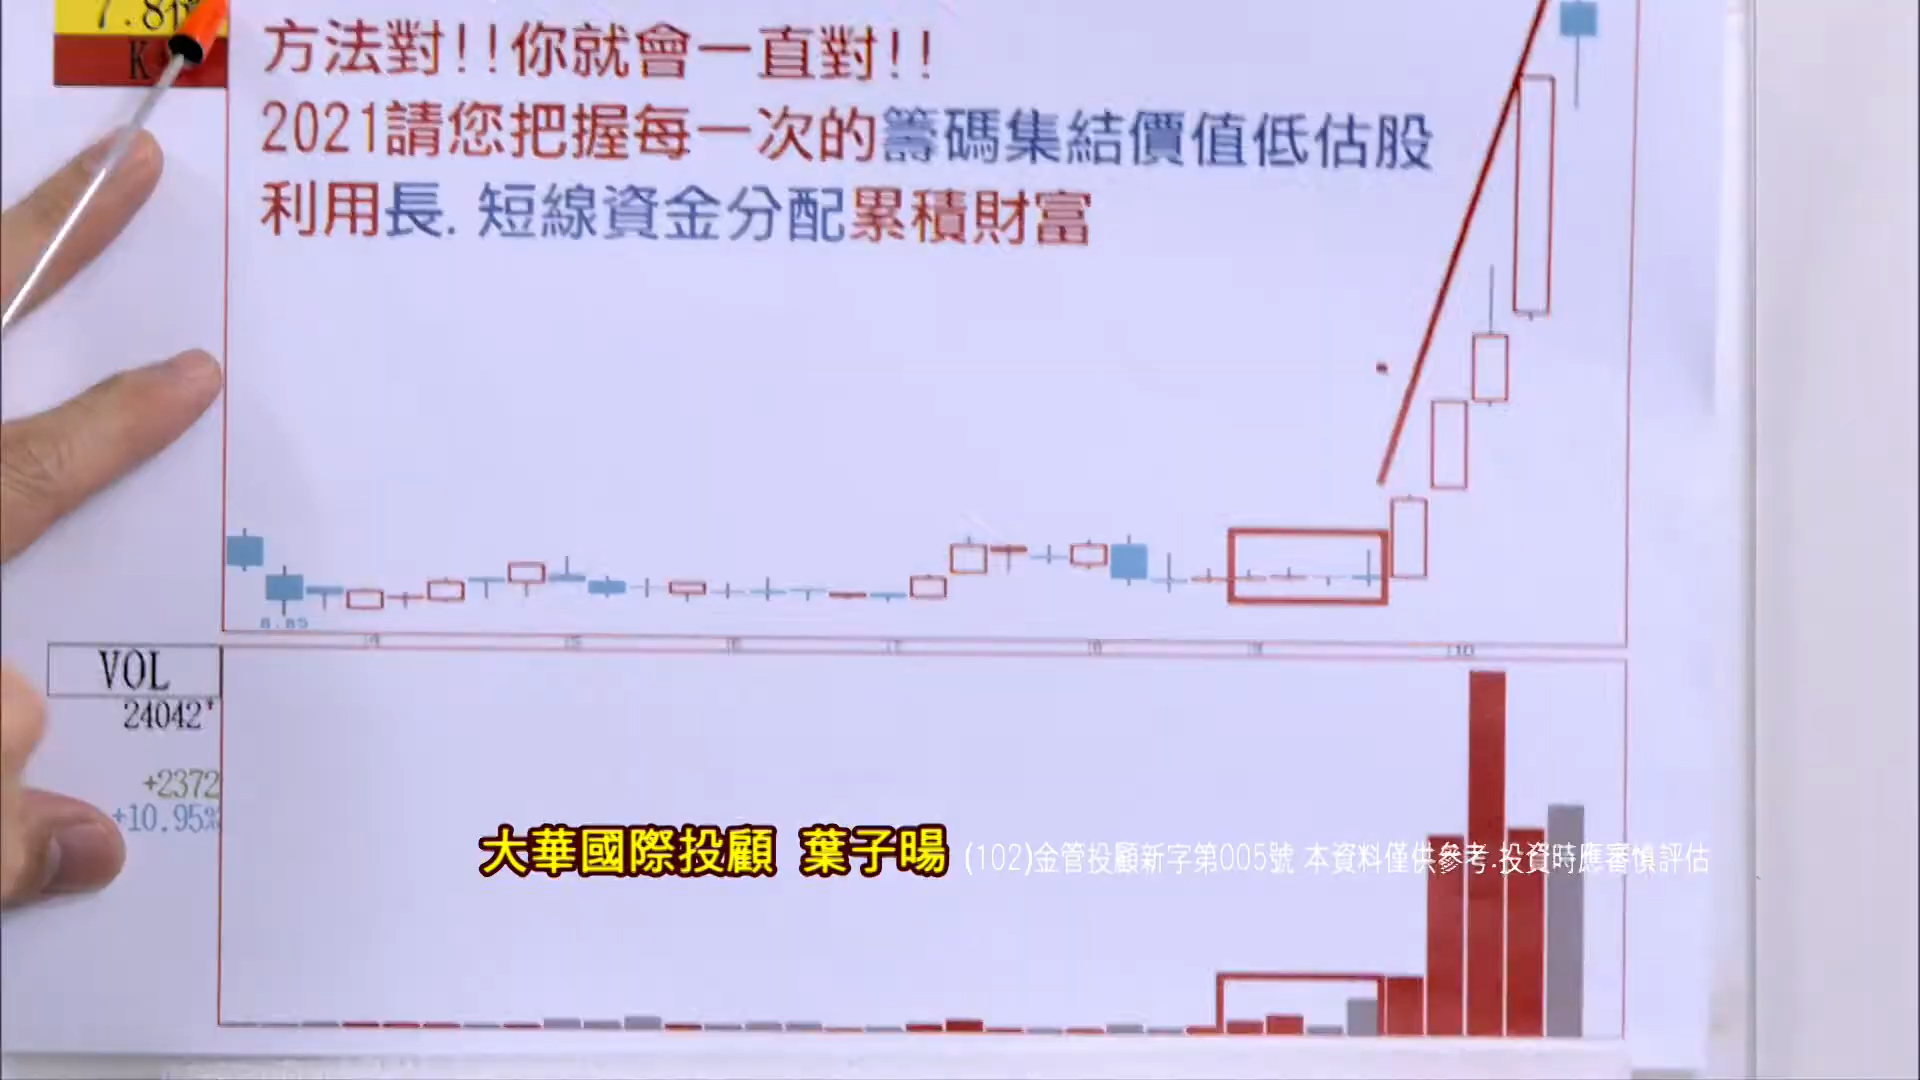 方法對!!你就會一直對!!
2021請您把握每一次的籌碼集結價值低估股
利用長.短線資金分配累積財富
8.85
VOL
24042
+2372
+10.95%
大華國際投顧 葉子暘 (102)金管投顧新字第005號 本資料僅供參考.投資時應審慎評估